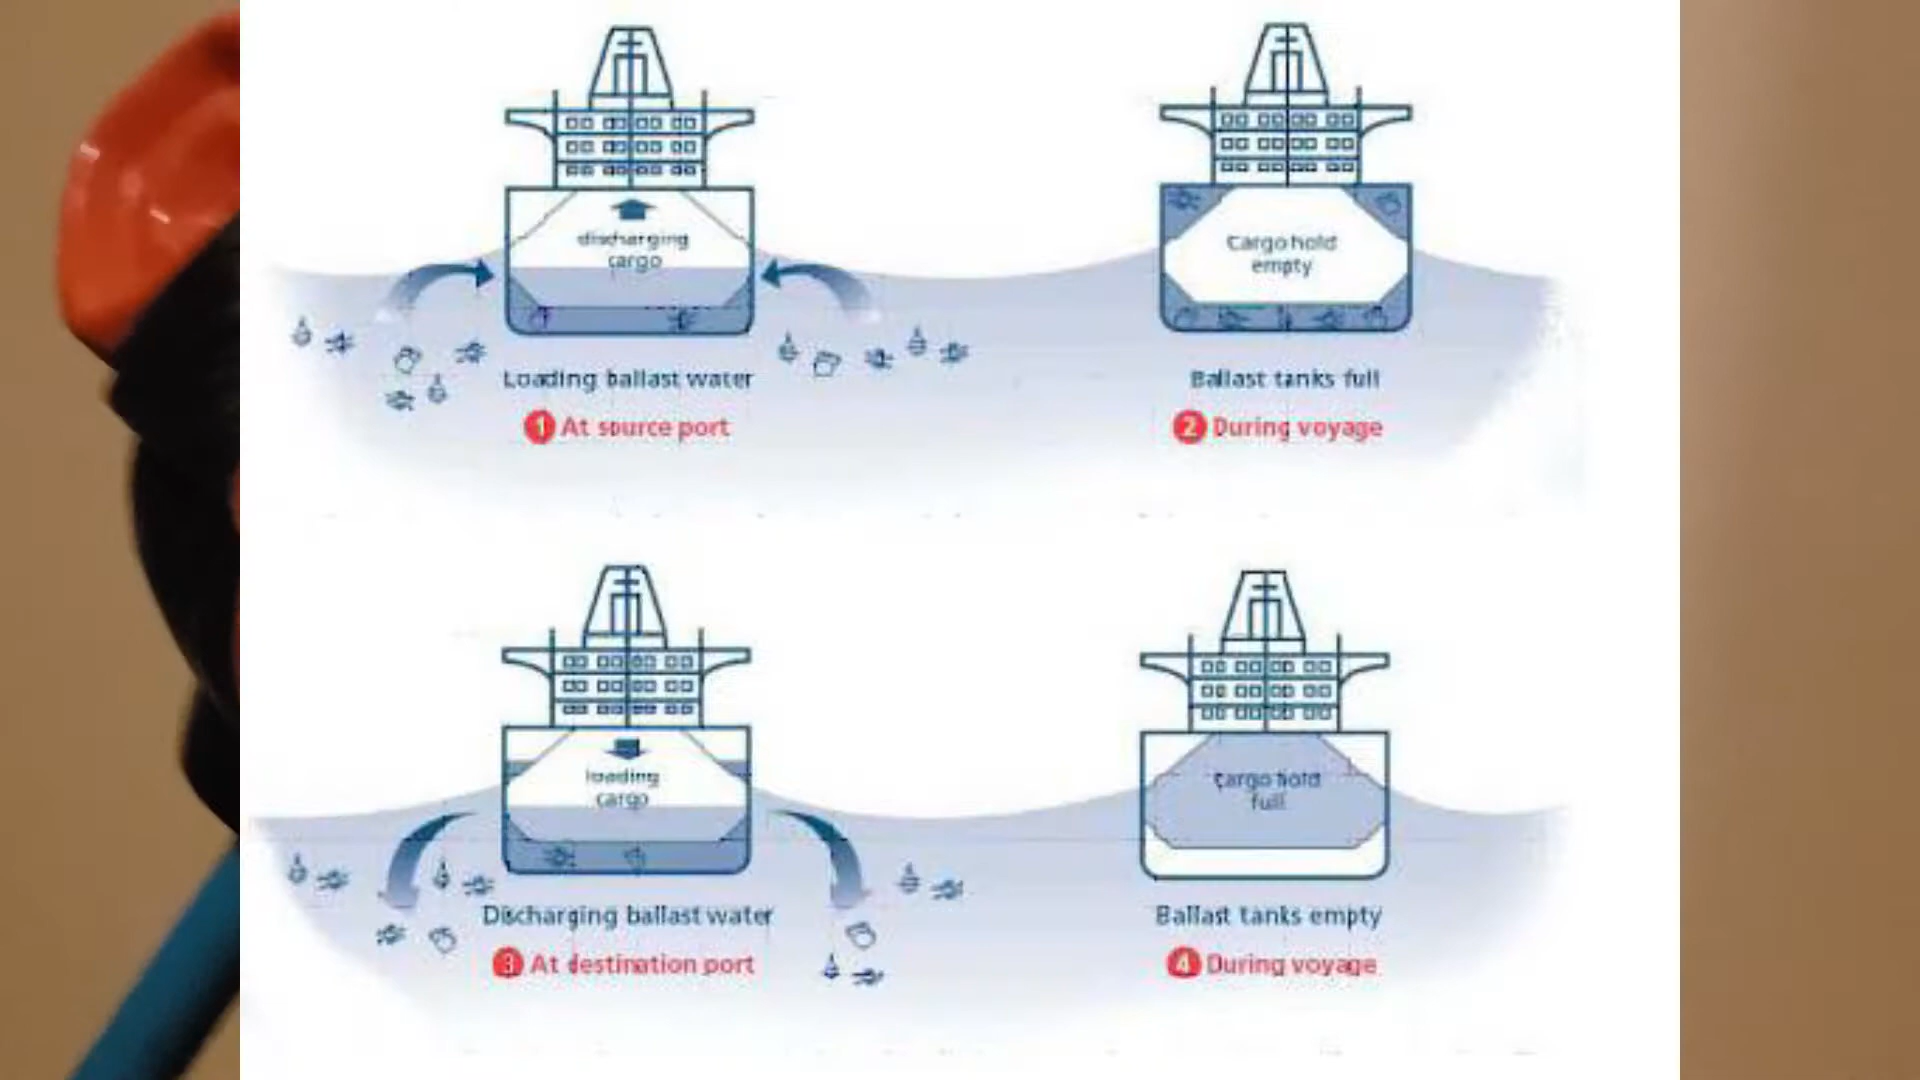 discharging
cargo
Loading ballast water
1 At source port
Cargo hold
empty
Ballast tanks full
2 During voyage
loading
cargo
Discharging ballast water
3 At destination port
Cargo hold
full
Ballast tanks empty
4 During voyage